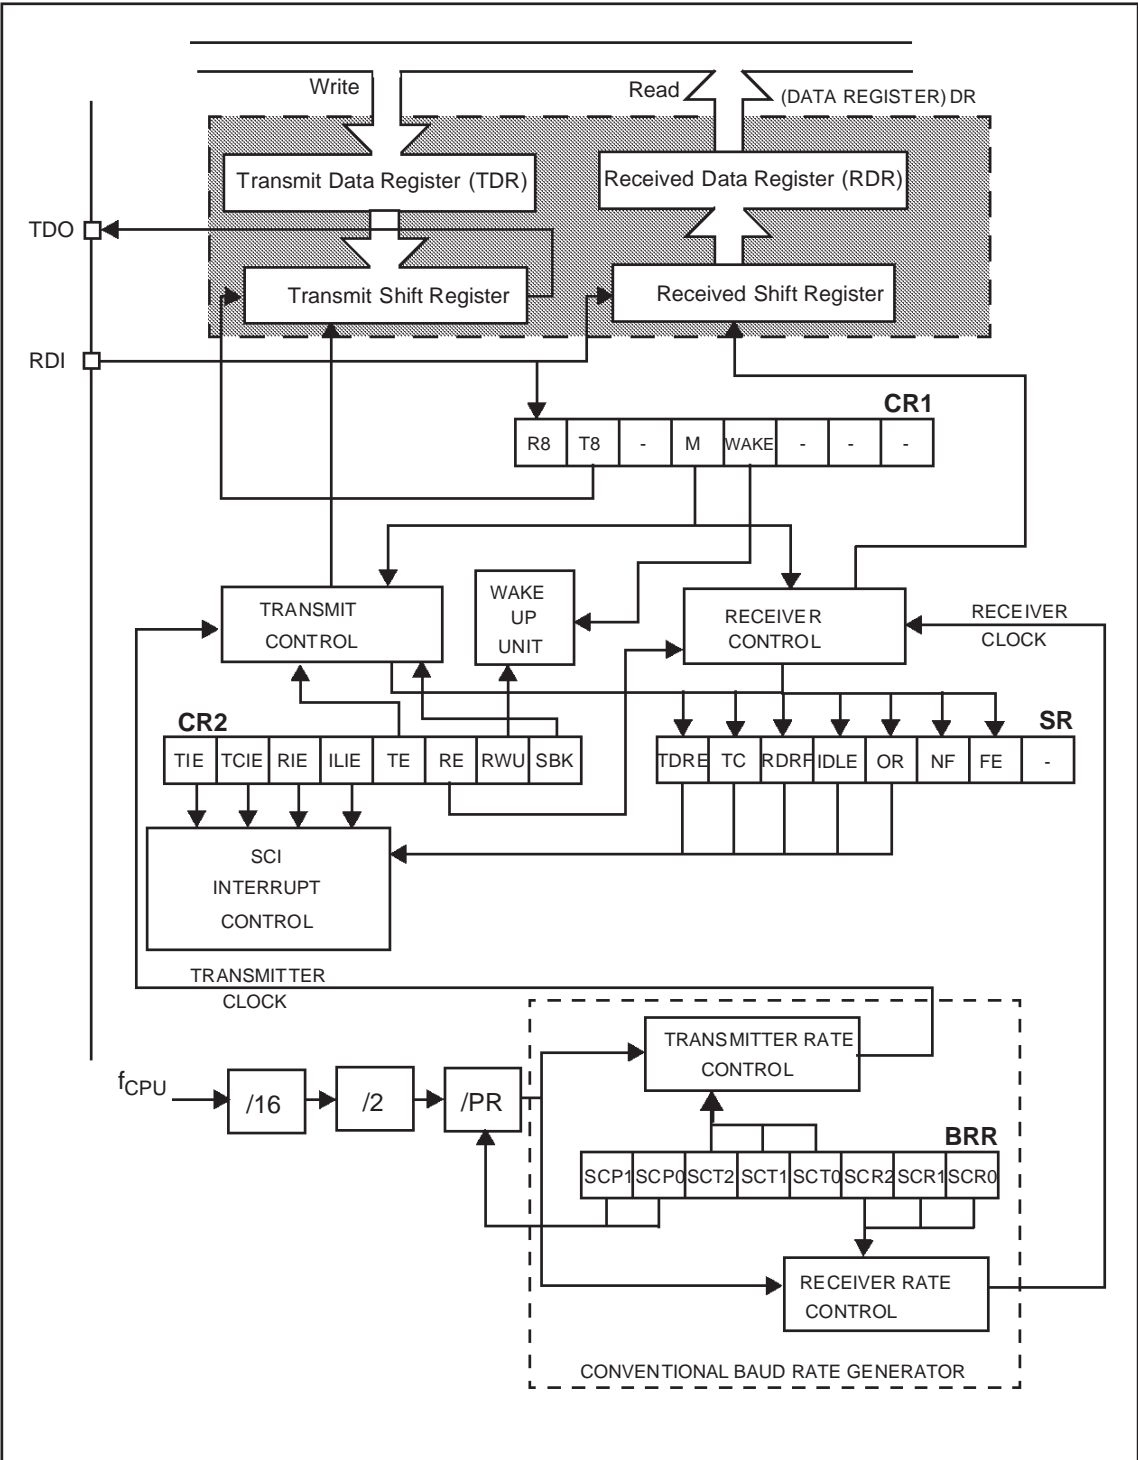 Write
Read
(DATA REGISTER) DR
Transmit Data Register (TDR)
Received Data Register (RDR)
TDO
Transmit Shift Register
Received Shift Register
RDI
CR1
R8 T8 - M WAKE - - -
TRANSMIT
CONTROL
WAKE
UP
UNIT
RECEIVER
CONTROL
RECEIVER
CLOCK
CR2
SR
TIE TCIE RIE ILIE TE RE RWU SBK
TDRE TC RDRF IDLE OR NF FE -
SCI
INTERRUPT
CONTROL
TRANSMITTER
CLOCK
TRANSMITTER RATE
CONTROL
fCPU
/16
/2
/PR
BRR
SCP1 SCP0 SCT2 SCT1 SCT0 SCR2 SCR1 SCR0
RECEIVER RATE
CONTROL
CONVENTIONAL BAUD RATE GENERATOR